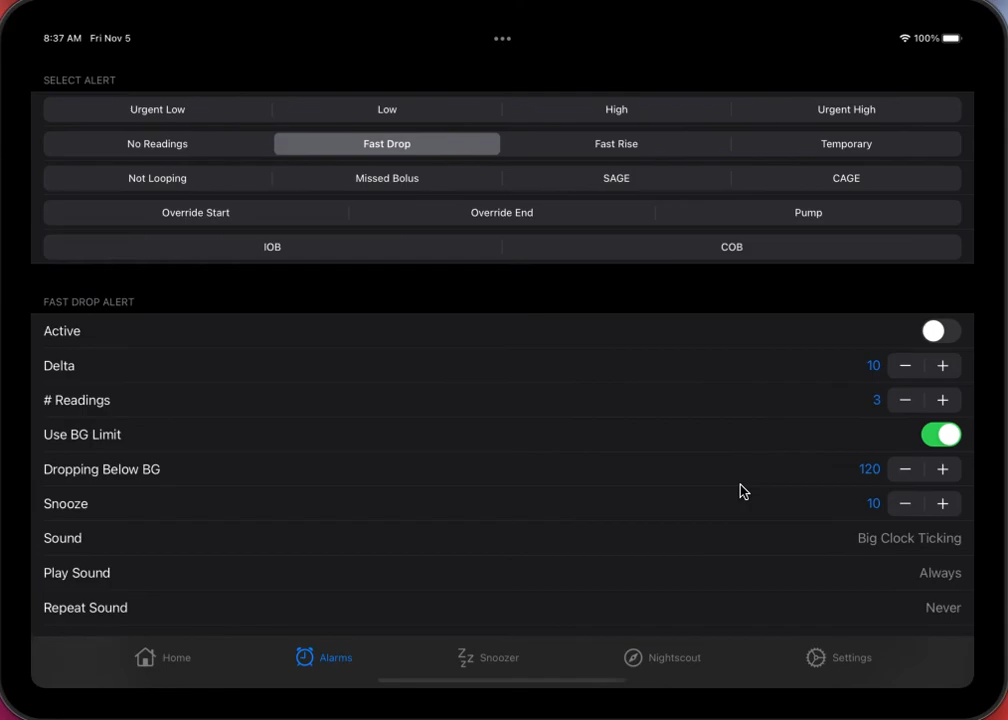 8:37 AM Fri Nov 5
100%
SELECT ALERT
Urgent Low Low High Urgent High
No Readings Fast Drop Fast Rise Temporary
Not Looping Missed Bolus SAGE CAGE
Override Start Override End Pump
IOB COB
FAST DROP ALERT
Active
Delta 10 − +
# Readings 3 − +
Use BG Limit
Dropping Below BG 120 − +
Snooze 10 − +
Sound Big Clock Ticking
Play Sound Always
Repeat Sound Never
Home Alarms Snoozer Nightscout Settings